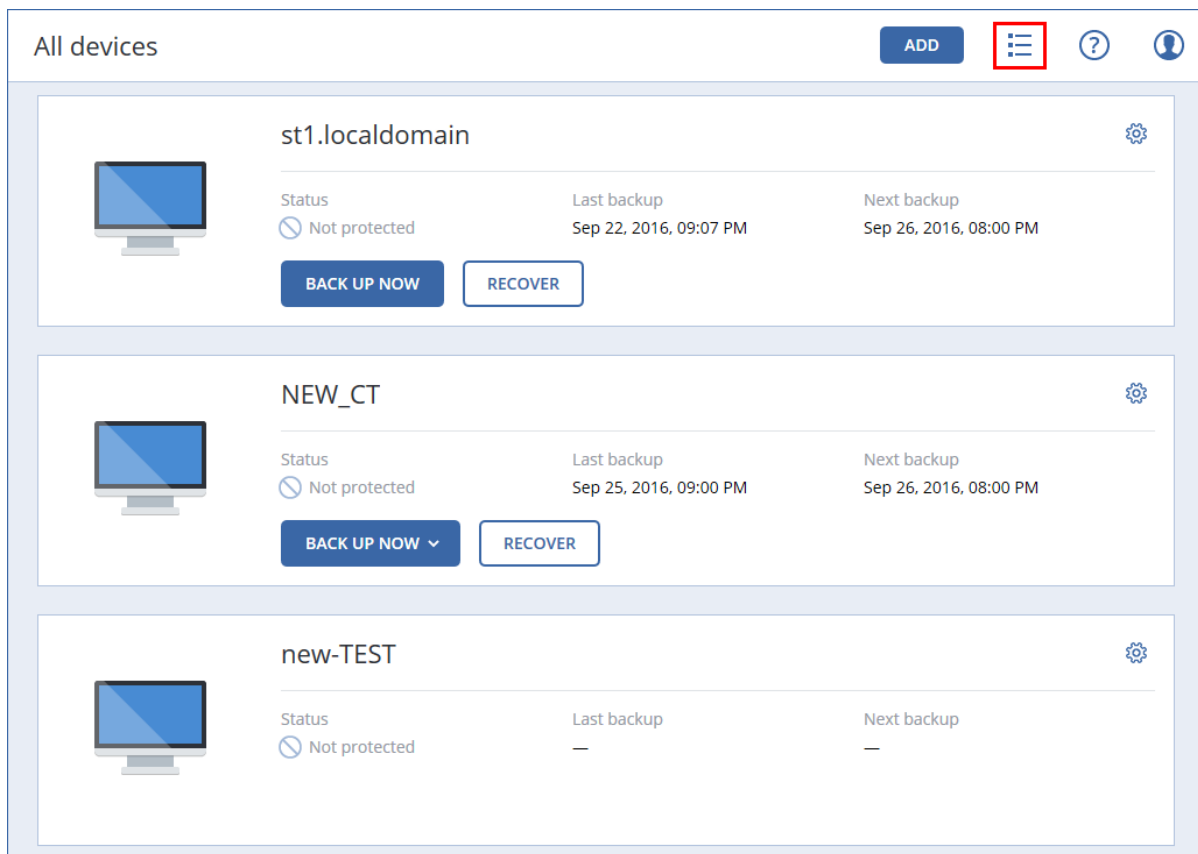 All devices ADD ?
st1.localdomain
Status Last backup Next backup
Not protected Sep 22, 2016, 09:07 PM Sep 26, 2016, 08:00 PM
BACK UP NOW RECOVER
NEW_CT
Status Last backup Next backup
Not protected Sep 25, 2016, 09:00 PM Sep 26, 2016, 08:00 PM
BACK UP NOW RECOVER
new-TEST
Status Last backup Next backup
Not protected — —